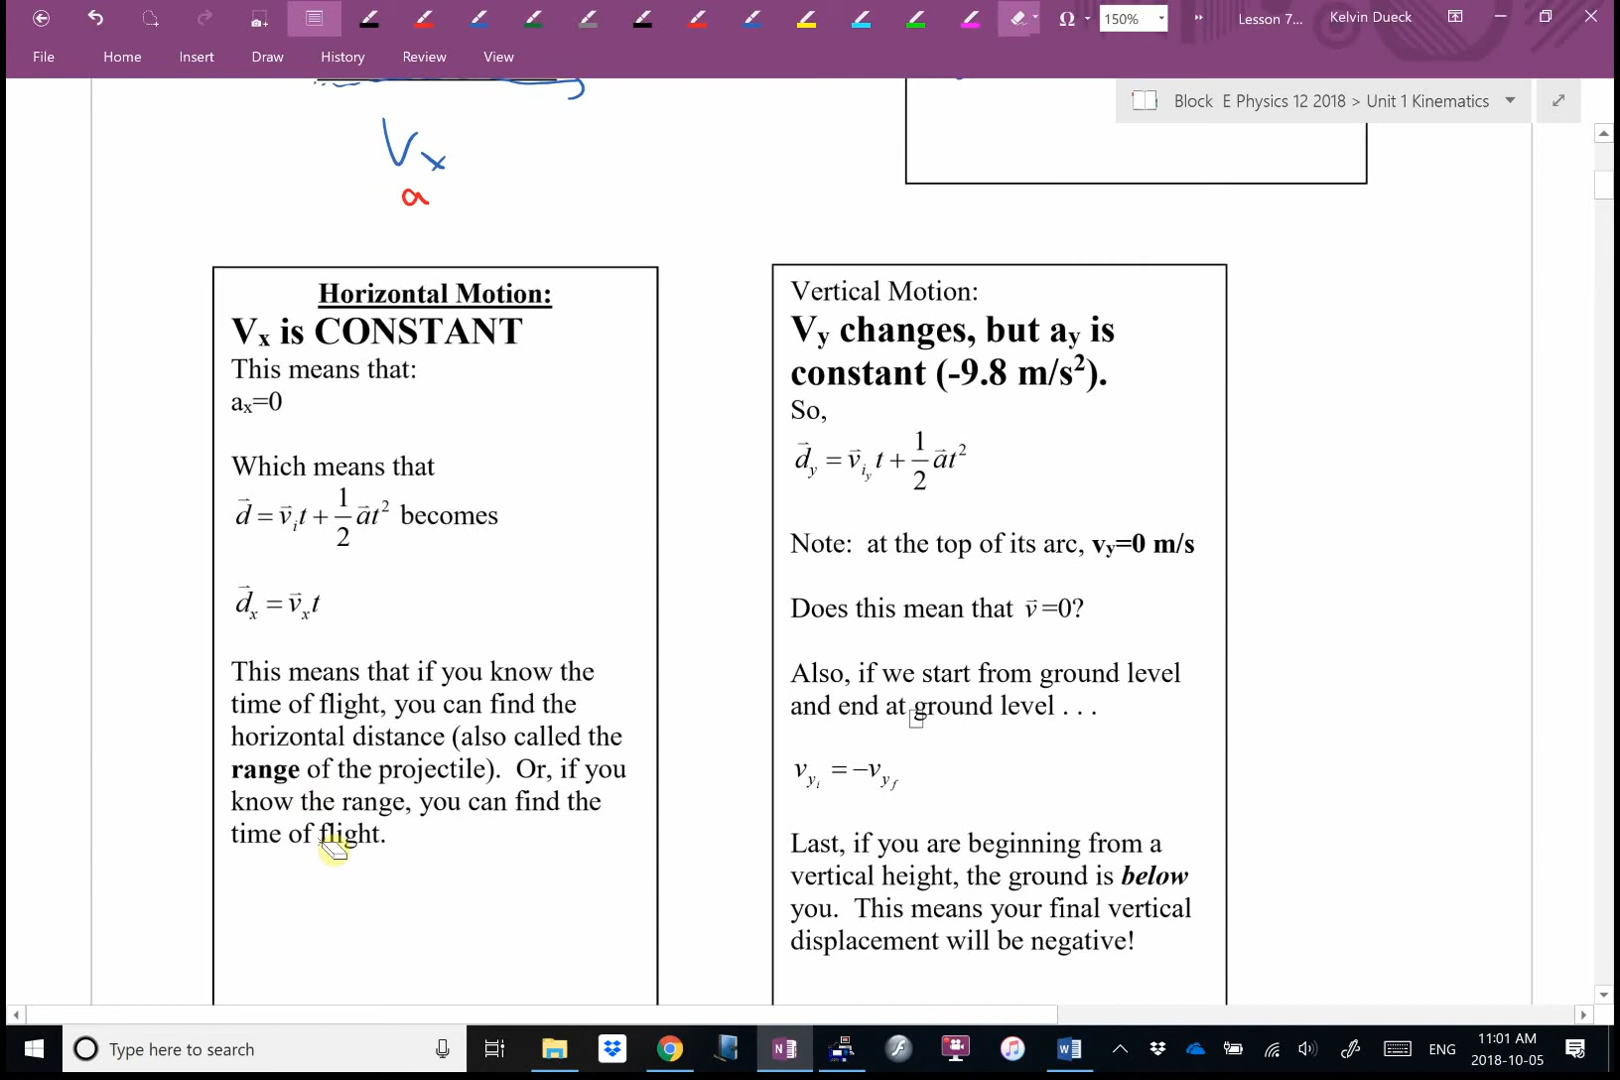 150%
Lesson 7...
Kelvin Dueck
File
Home
Insert
Draw
History
Review
View
Block E Physics 12 2018 > Unit 1 Kinematics
Vx
a
Horizontal Motion:
Vx is CONSTANT
This means that:
ax=0
Which means that
d⃗ = v⃗ᵢt + 1/2 a⃗t² becomes
d⃗x = v⃗xt
This means that if you know the
time of flight, you can find the
horizontal distance (also called the
range of the projectile). Or, if you
know the range, you can find the
time of flight.
Vertical Motion:
Vy changes, but ay is
constant (-9.8 m/s²).
So,
d⃗y = v⃗iy t + 1/2 a⃗t²
Note: at the top of its arc, vy=0 m/s
Does this mean that v⃗=0?
Also, if we start from ground level
and end at ground level . . .
vyi = −vyf
Last, if you are beginning from a
vertical height, the ground is below
you. This means your final vertical
displacement will be negative!
Type here to search
ENG
11:01 AM
2018-10-05